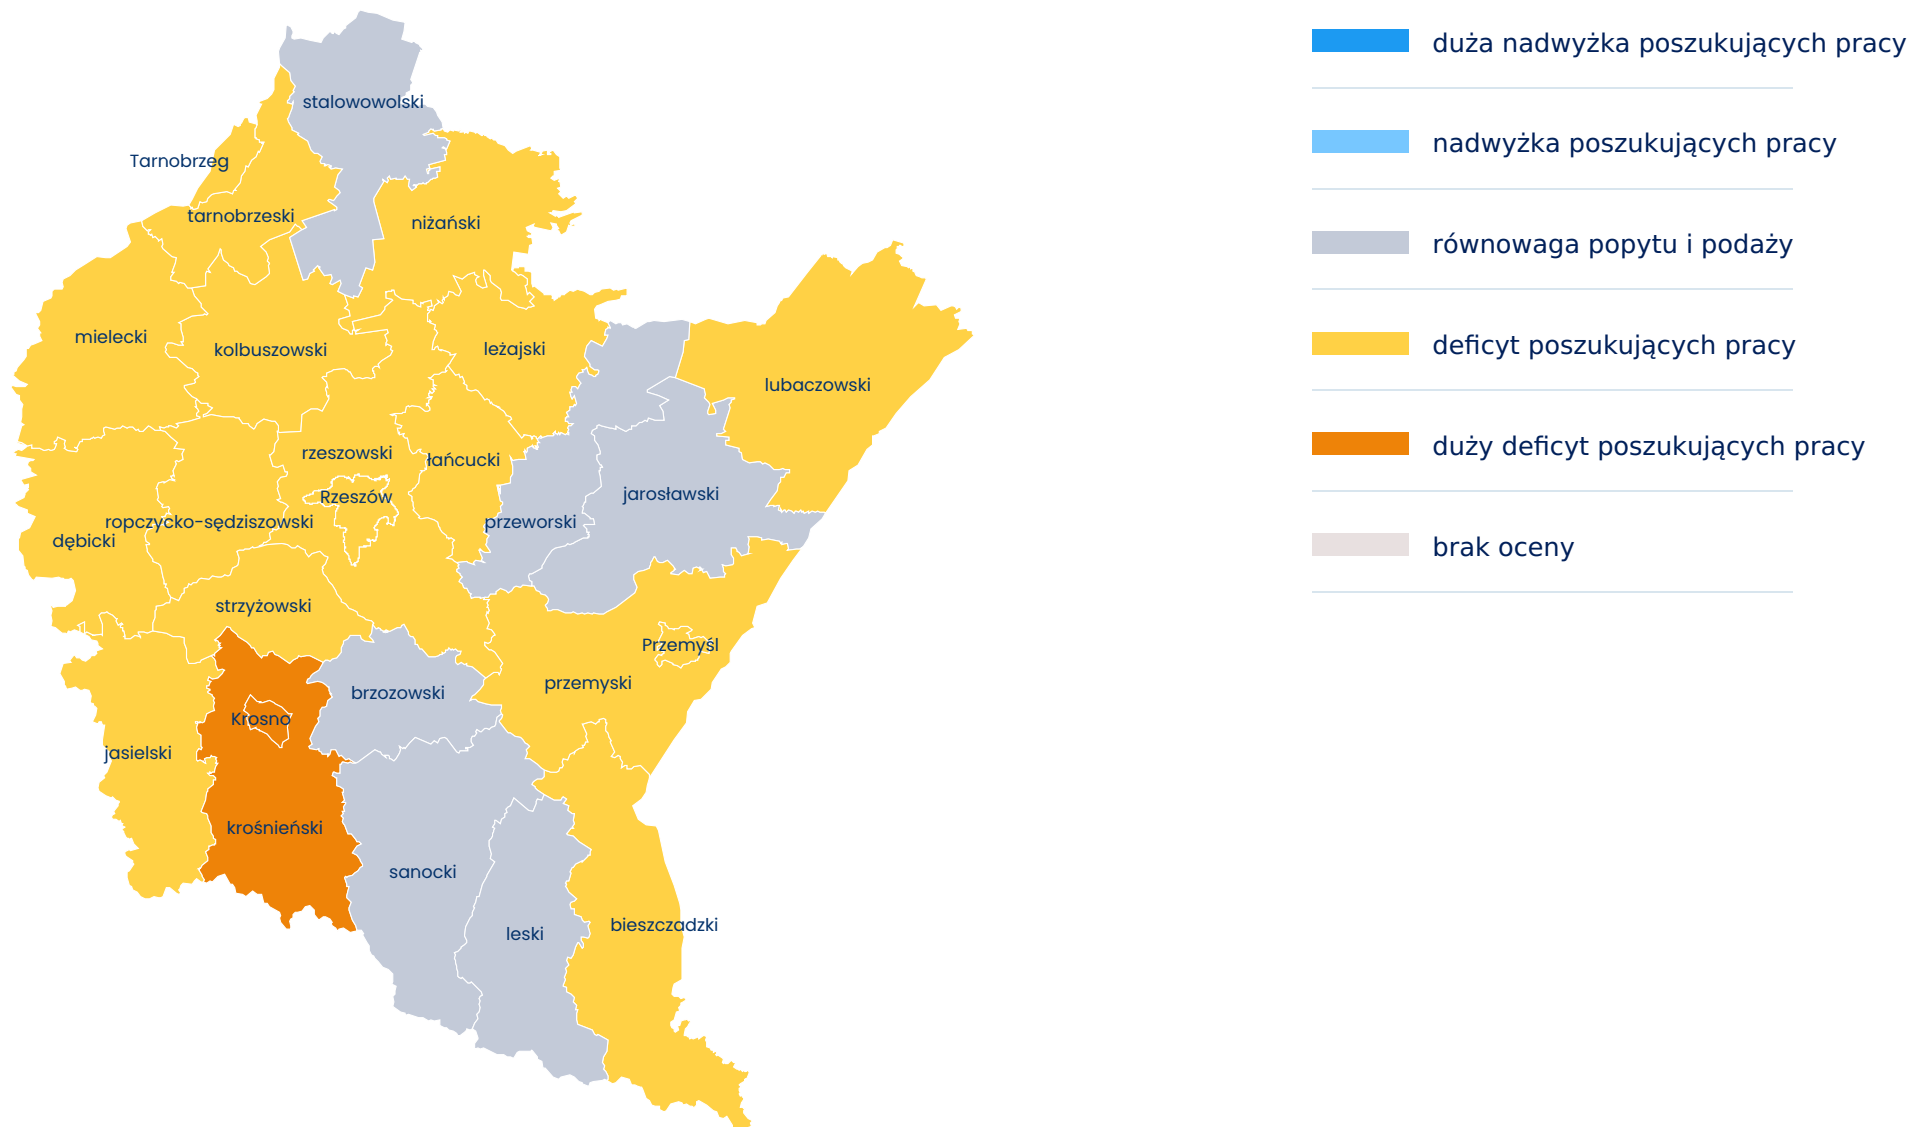 stalowowolski
Tarnobrzeg
tarnobrzeski
niżański
mielecki
kolbuszowski
leżajski
lubaczowski
rzeszowski
łańcucki
Rzeszów
jarosławski
ropczycko-sędziszowski
przeworski
dębicki
strzyżowski
Przemyśl
przemyski
brzozowski
Krosno
jasielski
krośnieński
sanocki
leski
bieszczadzki
duża nadwyżka poszukujących pracy
nadwyżka poszukujących pracy
równowaga popytu i podaży
deficyt poszukujących pracy
duży deficyt poszukujących pracy
brak oceny